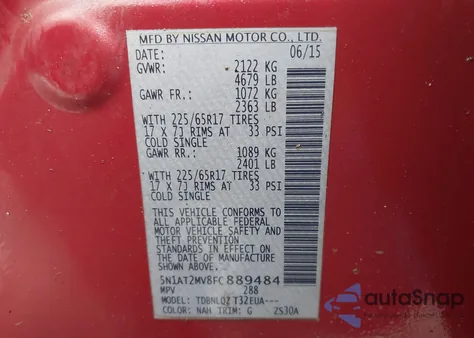 MFD BY NISSAN MOTOR CO., LTD.
DATE: 06/15
GVWR: 2122 KG
4679 LB
GAWR FR.: 1072 KG
2363 LB
WITH 225/65R17 TIRES
17 X 7J RIMS AT 33 PSI
COLD SINGLE
GAWR RR.: 1089 KG
2401 LB
WITH 225/65R17 TIRES
17 X 7J RIMS AT 33 PSI
COLD SINGLE
THIS VEHICLE CONFORMS TO ALL
APPLICABLE FEDERAL
MOTOR VEHICLE SAFETY
AND THEFT PREVENTION
STANDARDS IN EFFECT ON
THE DATE OF MANUFACTURE
SHOWN ABOVE.
5N1AT2MV8FC889484
MPV 288
MODEL: TDBNLQZ T32EUA---
COLOR: NAH TRIM: G 2S30A
autoSnap